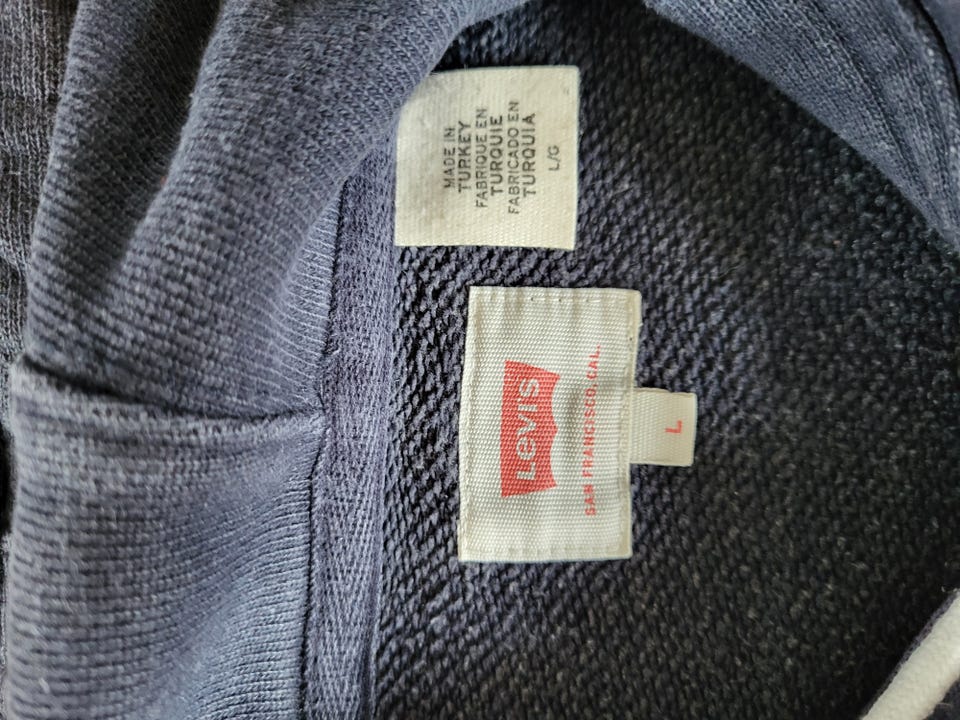 MADE IN
TURKEY
FABRIQUE EN
TURQUIE
FABRICADO EN
TURQUIA
L/G
Levi's
SAN FRANCISCO, CAL.
L